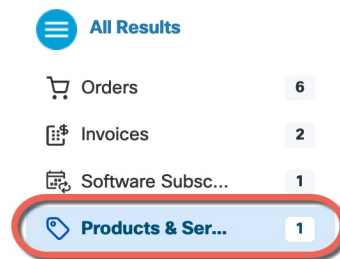 All Results
Orders 6
Invoices 2
Software Subsc... 1
Products & Ser... 1